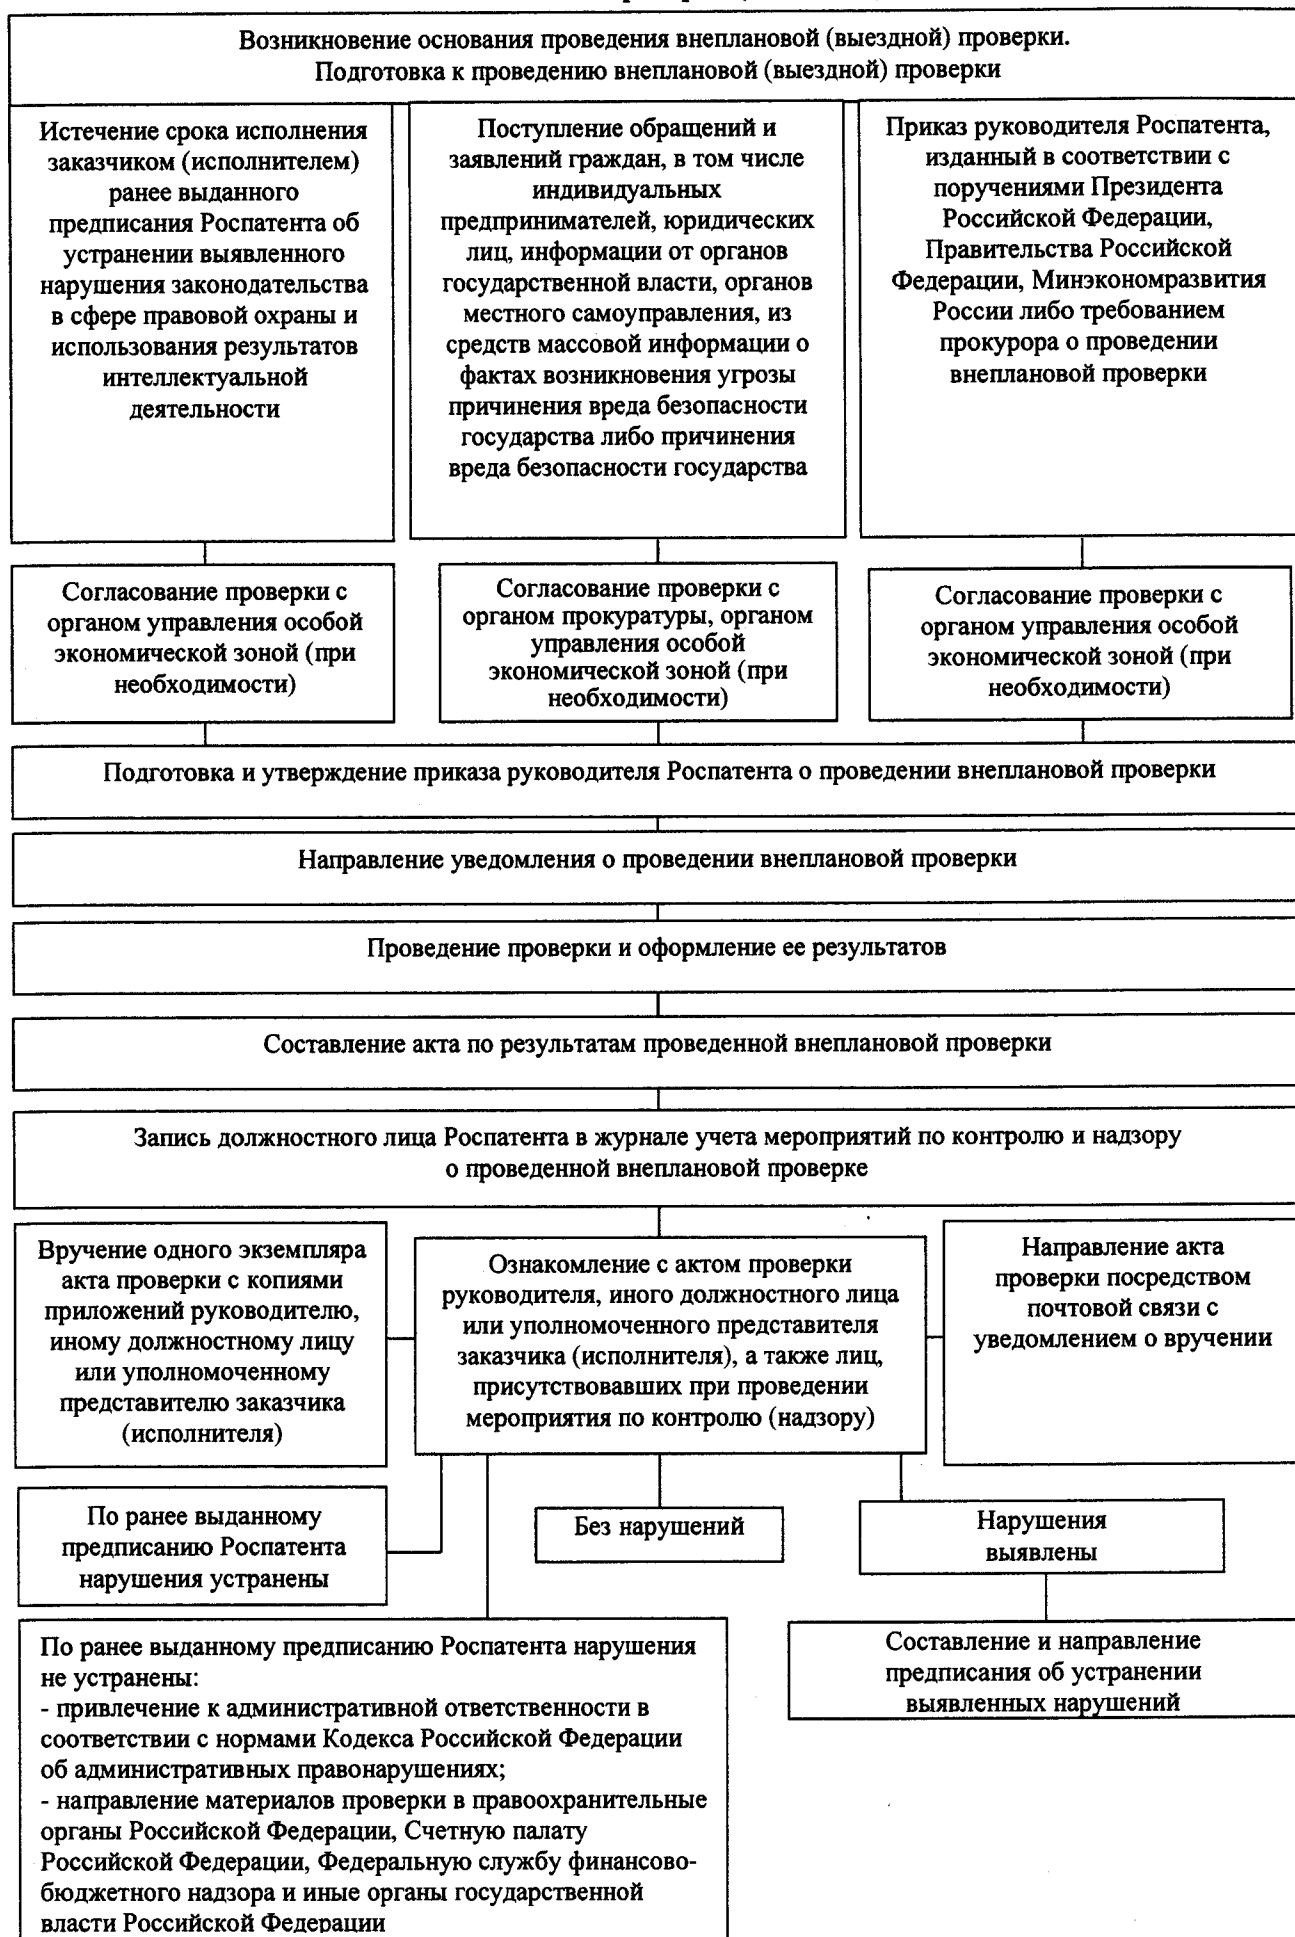 Возникновение основания проведения внеплановой (выездной) проверки.
Подготовка к проведению внеплановой (выездной) проверки
Истечение срока исполнения
заказчиком (исполнителем)
ранее выданного
предписания Роспатента об
устранении выявленного
нарушения законодательства
в сфере правовой охраны и
использования результатов
интеллектуальной
деятельности
Поступление обращений и
заявлений граждан, в том числе
индивидуальных
предпринимателей, юридических
лиц, информации от органов
государственной власти, органов
местного самоуправления, из
средств массовой информации о
фактах возникновения угрозы
причинения вреда безопасности
государства либо причинения
вреда безопасности государства
Приказ руководителя Роспатента,
изданный в соответствии с
поручениями Президента
Российской Федерации,
Правительства Российской
Федерации, Минэкономразвития
России либо требованием
прокурора о проведении
внеплановой проверки
Согласование проверки с
органом управления особой
экономической зоной (при
необходимости)
Согласование проверки с
органом прокуратуры, органом
управления особой
экономической зоной (при
необходимости)
Согласование проверки с
органом управления особой
экономической зоной (при
необходимости)
Подготовка и утверждение приказа руководителя Роспатента о проведении внеплановой проверки
Направление уведомления о проведении внеплановой проверки
Проведение проверки и оформление ее результатов
Составление акта по результатам проведенной внеплановой проверки
Запись должностного лица Роспатента в журнале учета мероприятий по контролю и надзору
о проведенной внеплановой проверке
Вручение одного экземпляра
акта проверки с копиями
приложений руководителю,
иному должностному лицу
или уполномоченному
представителю заказчика
(исполнителя)
Ознакомление с актом проверки
руководителя, иного должностного лица
или уполномоченного представителя
заказчика (исполнителя), а также лиц,
присутствовавших при проведении
мероприятия по контролю (надзору)
Направление акта
проверки посредством
почтовой связи с
уведомлением о вручении
По ранее выданному
предписанию Роспатента
нарушения устранены
Без нарушений
Нарушения
выявлены
По ранее выданному предписанию Роспатента нарушения
не устранены:
- привлечение к административной ответственности в
соответствии с нормами Кодекса Российской Федерации
об административных правонарушениях;
- направление материалов проверки в правоохранительные
органы Российской Федерации, Счетную палату
Российской Федерации, Федеральную службу финансово-
бюджетного надзора и иные органы государственной
власти Российской Федерации
Составление и направление
предписания об устранении
выявленных нарушений